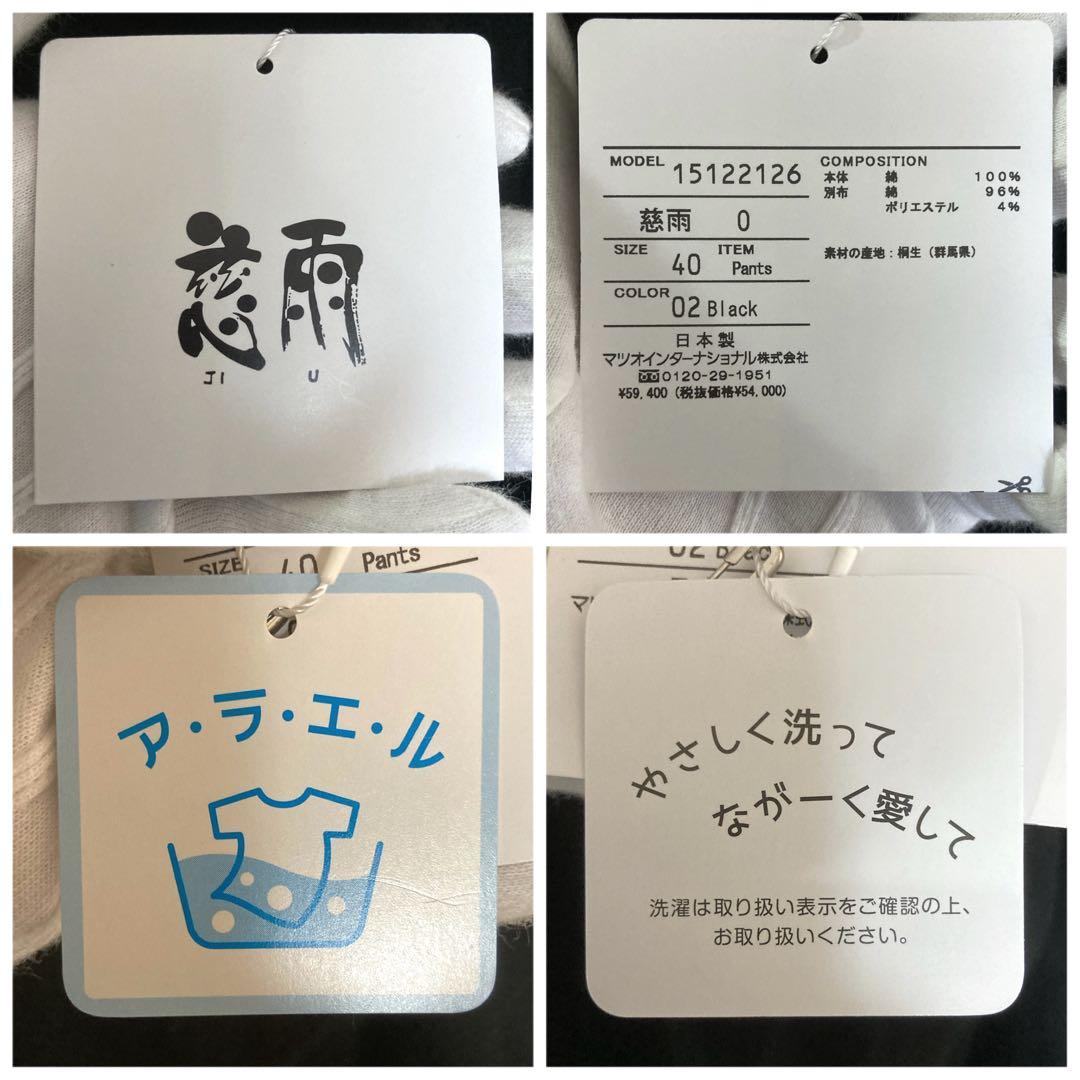 慈雨
JI U
MODEL 15122126
慈雨 0
SIZE 40 ITEM Pants
COLOR 02 Black
日本製
マツオインターナショナル株式会社
0120-29-1951
¥59,400 (税抜価格¥54,000)
COMPOSITION
本体 綿 100%
別布 綿 96%
ポリエステル 4%
素材の産地:桐生(群馬県)
SIZE 40 Pants
ア・ラ・エ・ル
02 Black
マ
やさしく洗って
ながーく愛して
洗濯は取り扱い表示をご確認の上、
お取り扱いください。